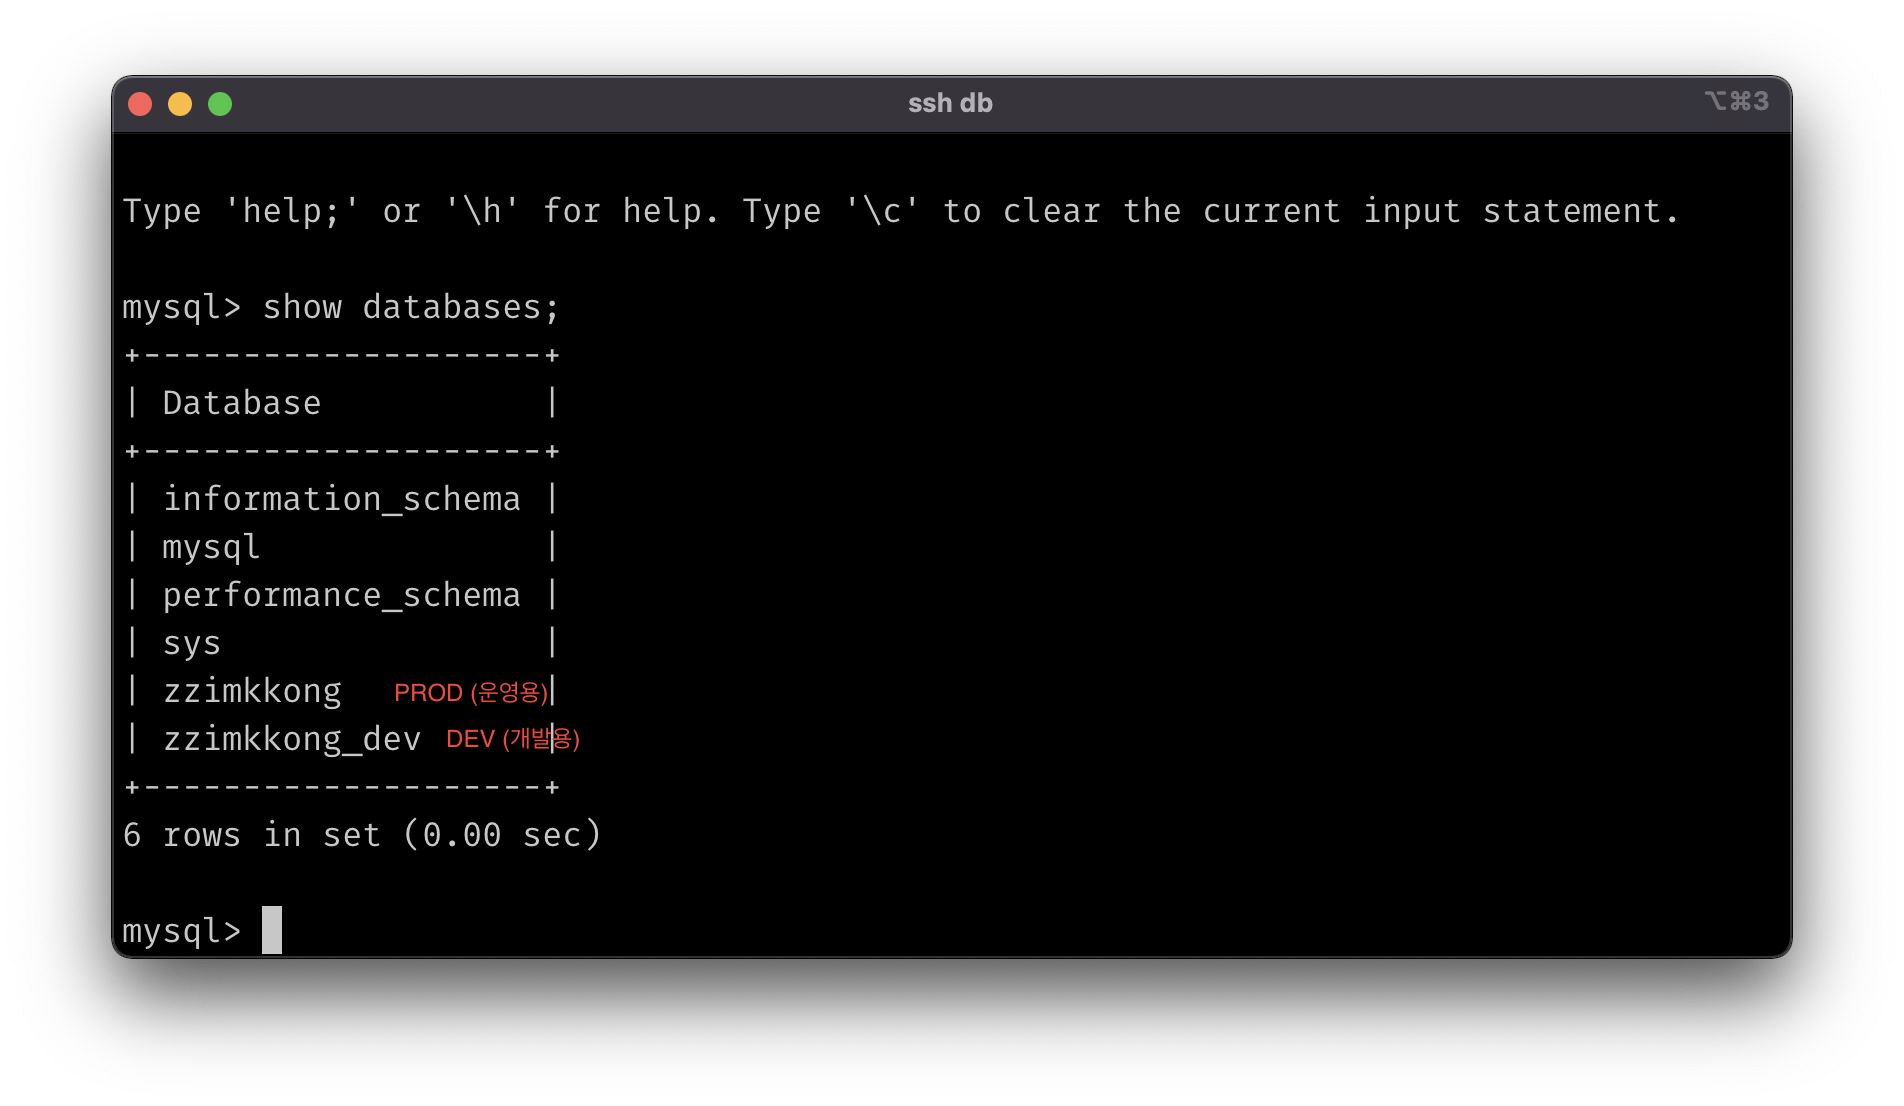 ssh db
⌥⌘3
Type 'help;' or '\h' for help. Type '\c' to clear the current input statement.
mysql> show databases;
+--------------------+
| Database           |
+--------------------+
| information_schema |
| mysql              |
| performance_schema |
| sys                |
| zzimkkong PROD (운영용)|
| zzimkkong_dev DEV (개발용)|
+--------------------+
6 rows in set (0.00 sec)
mysql>